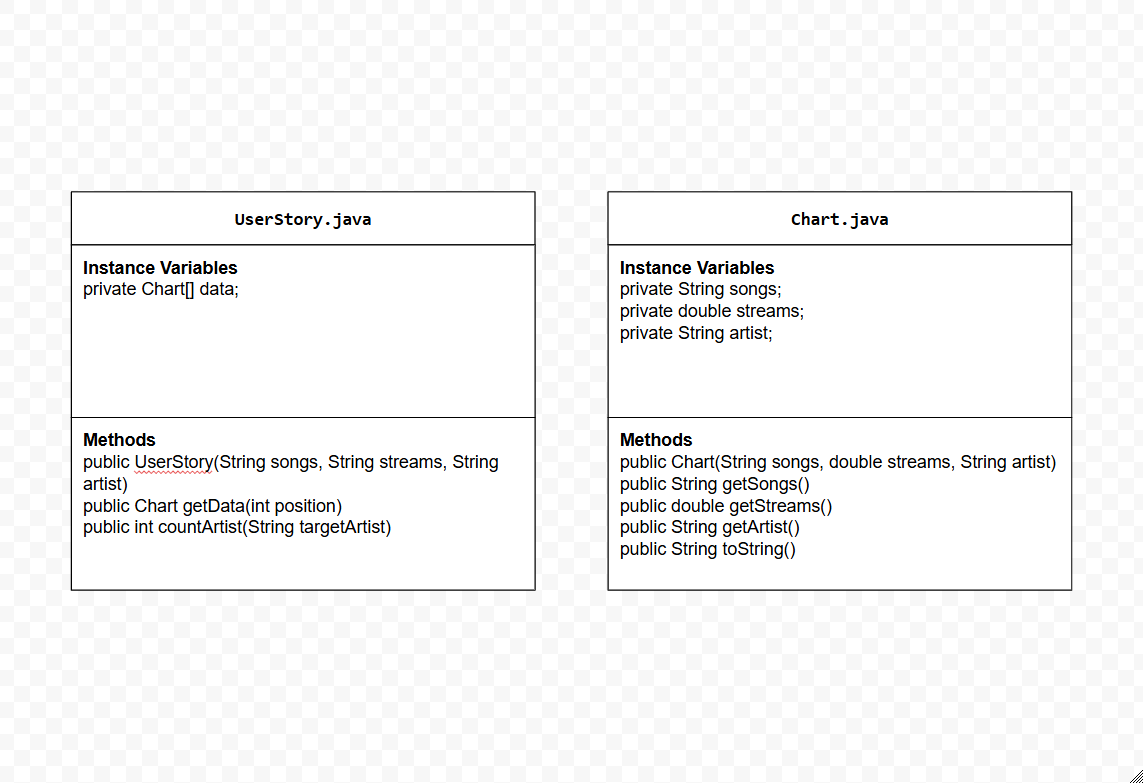 UserStory.java
Instance Variables
private Chart[] data;
Methods
public UserStory(String songs, String streams, String
artist)
public Chart getData(int position)
public int countArtist(String targetArtist)
Chart.java
Instance Variables
private String songs;
private double streams;
private String artist;
Methods
public Chart(String songs, double streams, String artist)
public String getSongs()
public double getStreams()
public String getArtist()
public String toString()